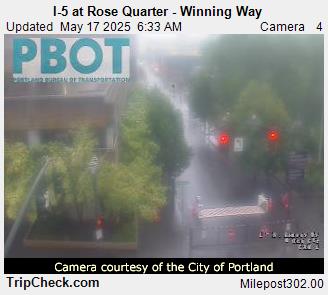 I-5 at Rose Quarter - Winning Way
Updated May 17 2025 6:33 AM Camera 4
PBOT
PORTLAND BUREAU OF TRANSPORTATION
Camera courtesy of the City of Portland
TripCheck.com Milepost302.00